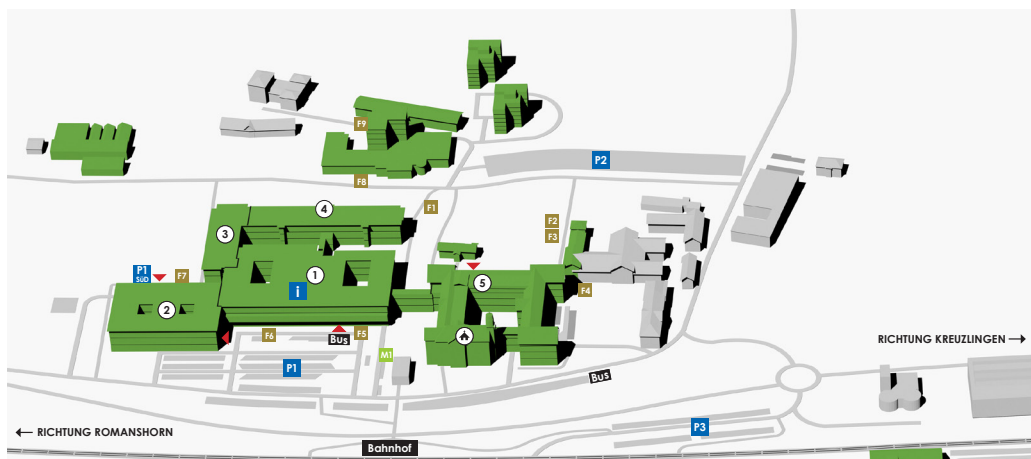 F9
P2
F8
4
F1
F2
3
F3
P1
SÜD
F7
1
5
i
F4
2
F6
Bus
F5
M1
P1
Bus
RICHTUNG KREUZLINGEN →
← RICHTUNG ROMANSHORN
P3
Bahnhof